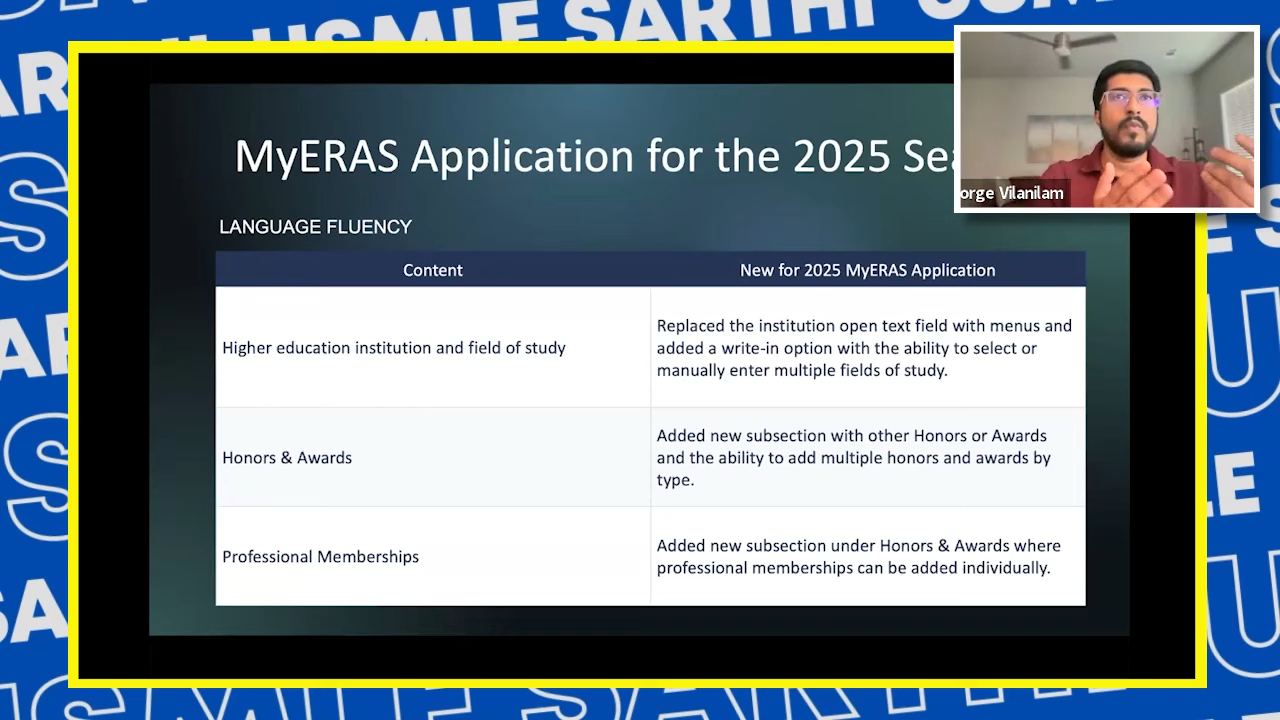 USMLE SARTHI
MyERAS Application for the 2025
orge Vilanilam
LANGUAGE FLUENCY
Content
New for 2025 MyERAS Application
Higher education institution and field of study
Replaced the institution open text field with menus and
added a write-in option with the ability to select or
manually enter multiple fields of study.
Honors & Awards
Added new subsection with other Honors or Awards
and the ability to add multiple honors and awards by
type.
Professional Memberships
Added new subsection under Honors & Awards where
professional memberships can be added individually.
USMLE SARTHI